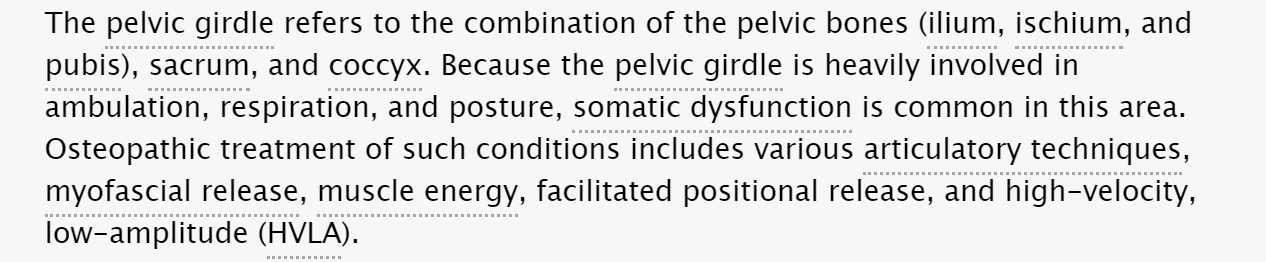 The pelvic girdle refers to the combination of the pelvic bones (ilium, ischium, and
pubis), sacrum, and coccyx. Because the pelvic girdle is heavily involved in
ambulation, respiration, and posture, somatic dysfunction is common in this area.
Osteopathic treatment of such conditions includes various articulatory techniques,
myofascial release, muscle energy, facilitated positional release, and high-velocity,
low-amplitude (HVLA).